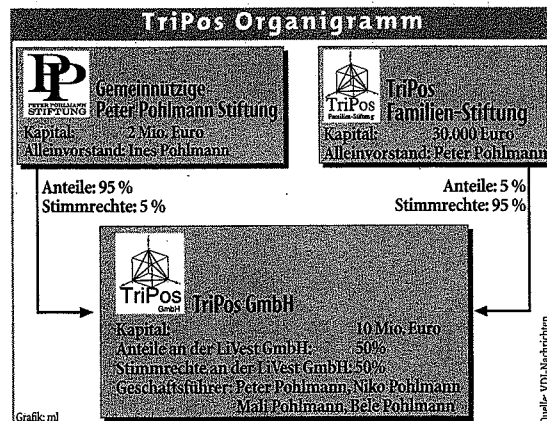 TriPos Organigramm
PP
PETER POHLMANN
STIFTUNG
Gemeinnützige
Peter Pohlmann Stiftung
Kapital: 2 Mio. Euro
Alleinvorstand: Ines Pohlmann
TriPos
Familien-Stiftung
TriPos
Familien-Stiftung
Kapital: 30.000 Euro
Alleinvorstand: Peter Pohlmann
Anteile: 95 %
Stimmrechte: 5 %
Anteile: 5 %
Stimmrechte: 95 %
TriPos
GmbH
TriPos GmbH
Kapital: 10 Mio. Euro
Anteile an der LiVest GmbH: 50%
Stimmrechte an der LiVest GmbH: 50%
Geschäftsführer: Peter Pohlmann, Niko Pohlmann
Mali Pohlmann, Bele Pohlmann
Grafik: ml
Quelle: VDI-Nachrichten